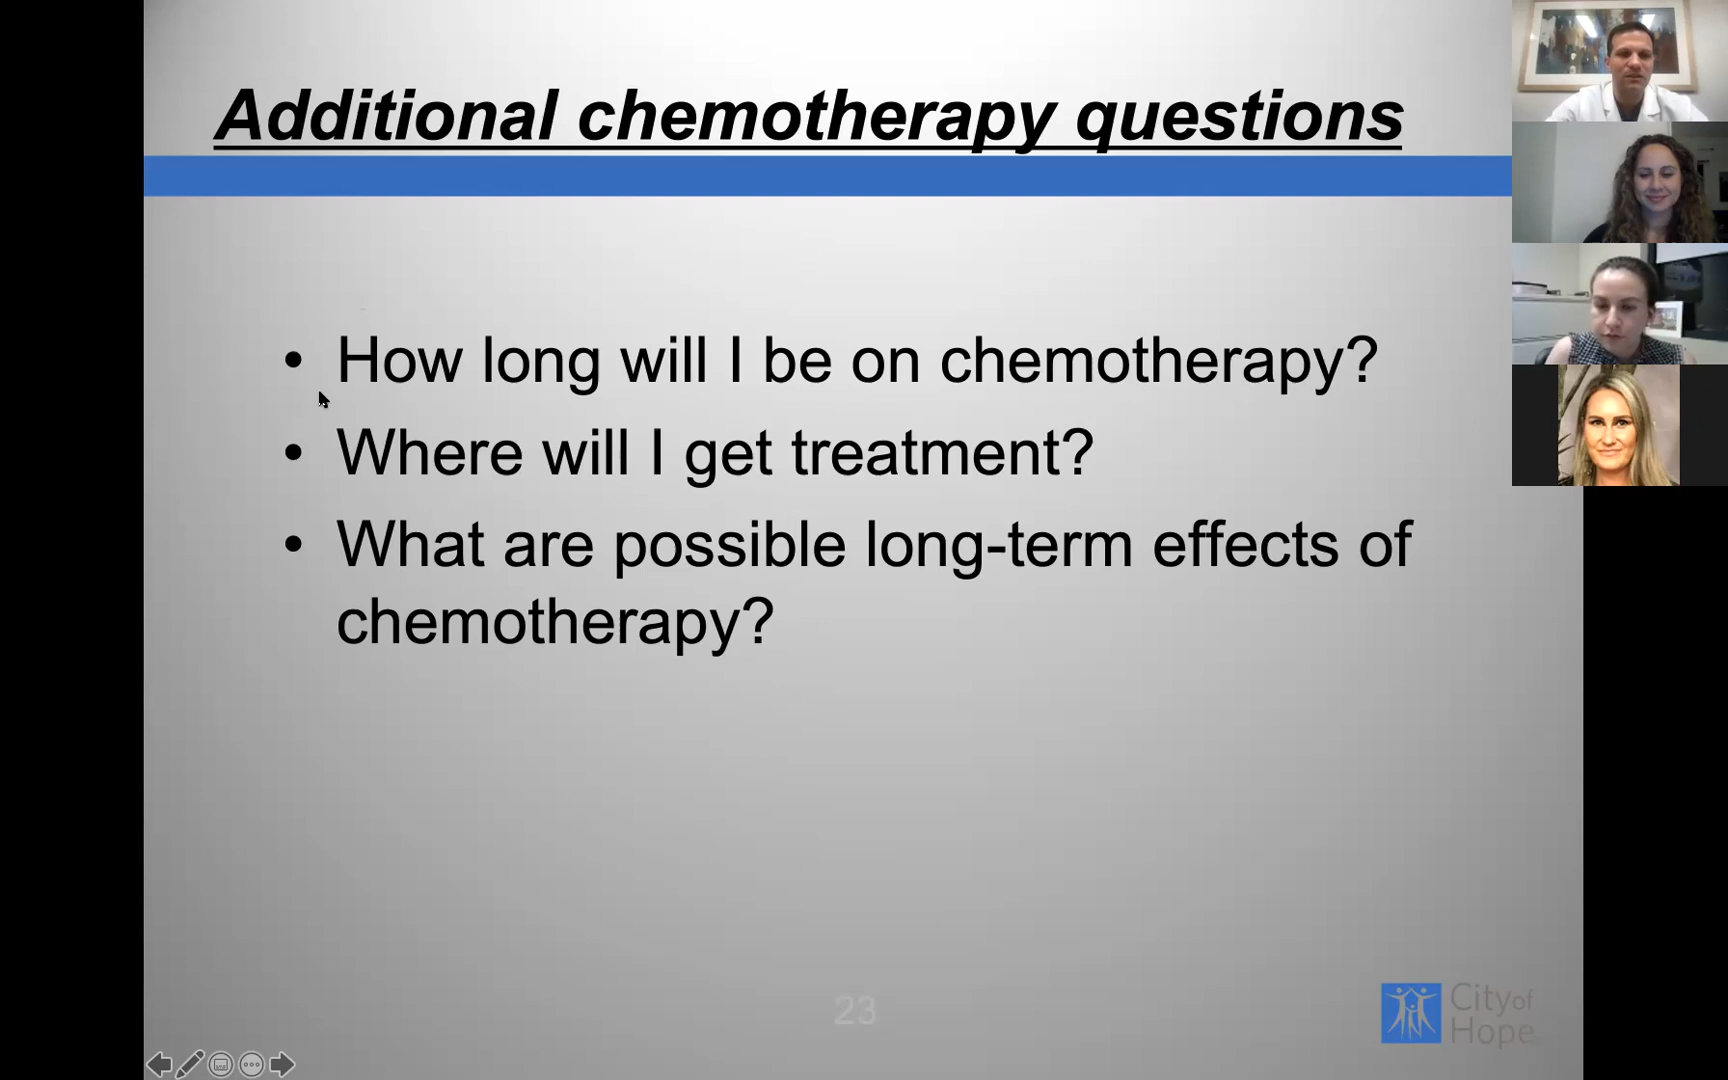 Additional chemotherapy questions
• How long will I be on chemotherapy?
• Where will I get treatment?
• What are possible long-term effects of
chemotherapy?
23
City of
Hope